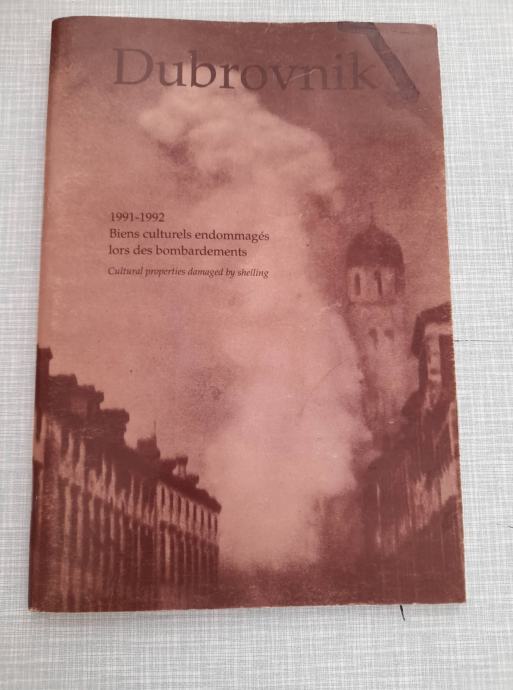 Dubrovnik
1991-1992
Biens culturels endommagés
lors des bombardements
Cultural properties damaged by shelling